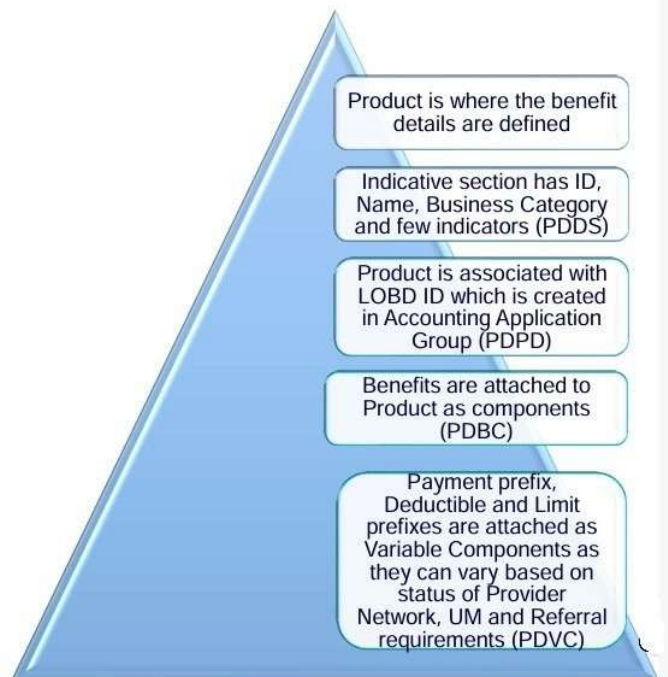 Product is where the benefit
details are defined
Indicative section has ID,
Name, Business Category
and few indicators (PDDS)
Product is associated with
LOBD ID which is created
in Accounting Application
Group (PDPD)
Benefits are attached to
Product as components
(PDBC)
Payment prefix,
Deductible and Limit
prefixes are attached as
Variable Components as
they can vary based on
status of Provider
Network, UM and Referral
requirements (PDVC)